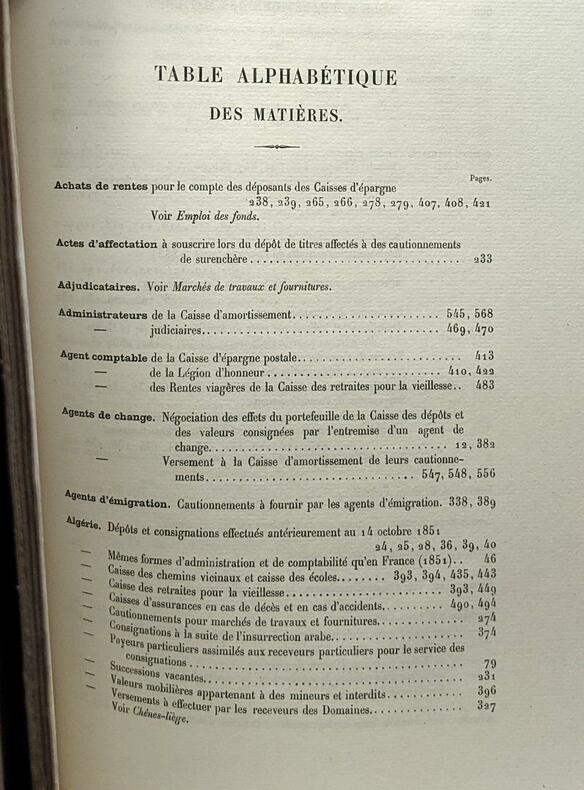 TABLE ALPHABÉTIQUE
DES MATIÈRES.
Pages.
Achats de rentes pour le compte des déposants des Caisses d'épargne
238, 239, 265, 266, 278, 279, 407, 408, 421
Voir Emploi des fonds.
Actes d'affectation à souscrire lors du dépôt de titres affectés à des cautionnements
de surenchère........................ 233
Adjudicataires. Voir Marchés de travaux et fournitures.
Administrateurs de la Caisse d'amortissement................ 545, 568
— judiciaires........................ 469, 470
Agent comptable de la Caisse d'épargne postale................ 413
— de la Légion d'honneur................ 410, 422
— des Rentes viagères de la Caisse des retraites pour la vieillesse.. 483
Agents de change. Négociation des effets du portefeuille de la Caisse des dépôts et
des valeurs consignées par l'entremise d'un agent de
change........................ 12, 382
— Versement à la Caisse d'amortissement de leurs cautionne-
ments........................ 547, 548, 556
Agents d'émigration. Cautionnements à fournir par les agents d'émigration. 338, 389
Algérie. Dépôts et consignations effectués antérieurement au 14 octobre 1851
24, 25, 28, 36, 39, 40
— Mêmes formes d'administration et de comptabilité qu'en France (1851).. 46
— Caisse des chemins vicinaux et caisse des écoles........ 393, 394, 435, 443
— Caisse des retraites pour la vieillesse................ 393, 449
— Caisses d'assurances en cas de décès et en cas d'accidents.......... 490, 494
— Cautionnements pour marchés de travaux et fournitures............ 274
— Consignations à la suite de l'insurrection arabe................ 374
— Payeurs particuliers assimilés aux receveurs particuliers pour le service des
consignations........................ 79
— Successions vacantes........................ 231
— Valeurs mobilières appartenant à des mineurs et interdits............ 396
— Versements à effectuer par les receveurs des Domaines.............. 327
Voir Chênes-liège.